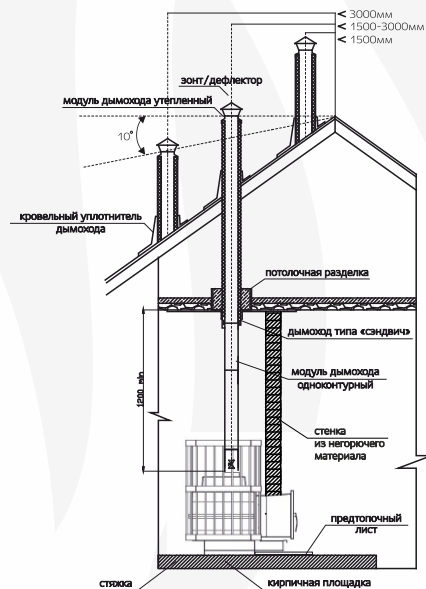 < 3000мм
< 1500-3000мм
< 1500мм
зонт/дефлектор
модуль дымохода утепленный
10°
кровельный уплотнитель
дымохода
потолочная разделка
дымоход типа «сэндвич»
1200 min
модуль дымохода
одноконтурный
стенка
из негорючего
материала
предтопочный
лист
стяжка
кирпичная площадка